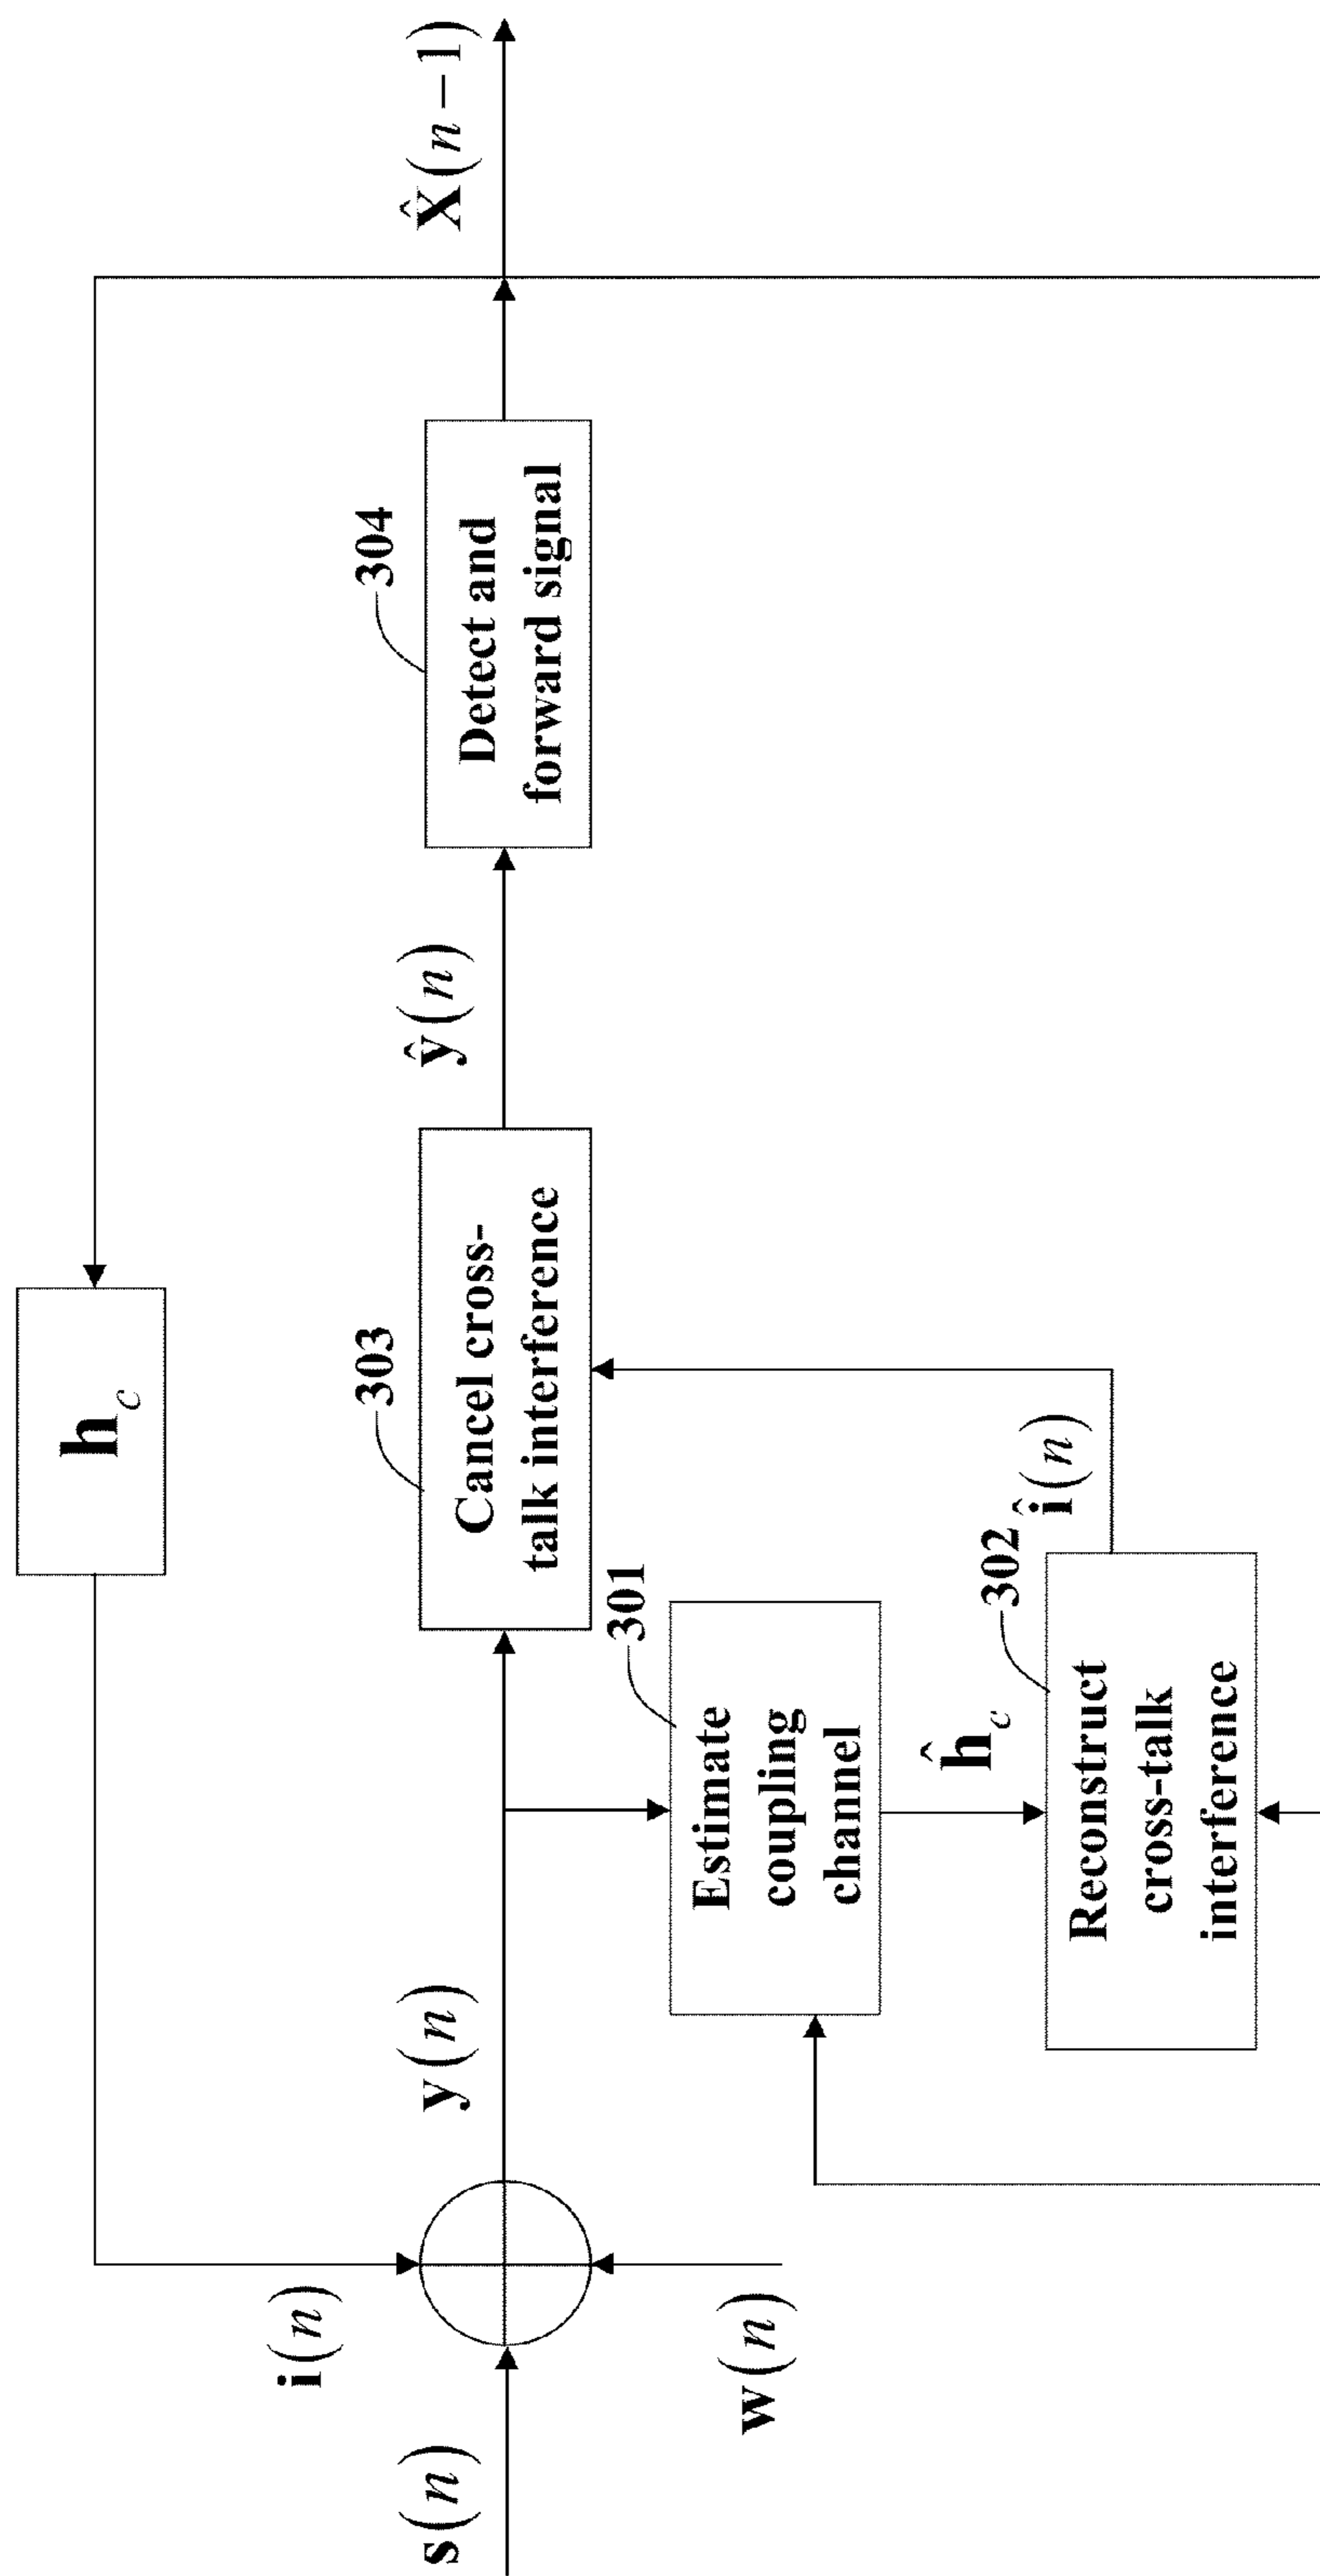 h_c
i(n)
s(n)
w(n)
y(n)
303
Cancel cross-
talk interference
ŷ(n)
304
Detect and
forward signal
X̂(n−1)
301
Estimate
coupling
channel
ĥ_c
302
Reconstruct
cross-talk
interference
î(n)